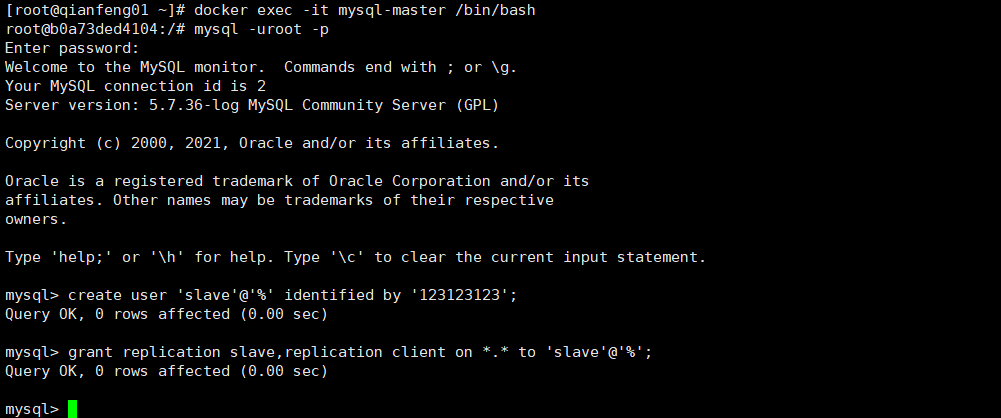 [root@qianfeng01 ~]# docker exec -it mysql-master /bin/bash
root@b0a73ded4104:/# mysql -uroot -p
Enter password:
Welcome to the MySQL monitor.  Commands end with ; or \g.
Your MySQL connection id is 2
Server version: 5.7.36-log MySQL Community Server (GPL)
Copyright (c) 2000, 2021, Oracle and/or its affiliates.
Oracle is a registered trademark of Oracle Corporation and/or its
affiliates. Other names may be trademarks of their respective
owners.
Type 'help;' or '\h' for help. Type '\c' to clear the current input statement.
mysql> create user 'slave'@'%' identified by '123123123';
Query OK, 0 rows affected (0.00 sec)
mysql> grant replication slave,replication client on *.* to 'slave'@'%';
Query OK, 0 rows affected (0.00 sec)
mysql>